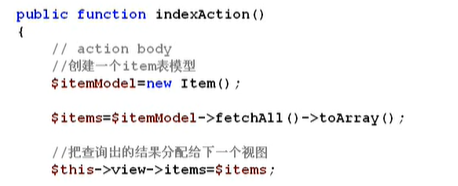 public function indexAction()
{
// action body
//创建一个item表模型
$itemModel=new Item();
$items=$itemModel->fetchAll()->toArray();
//把查询出的结果分配给下一个视图
$this->view->items=$items;